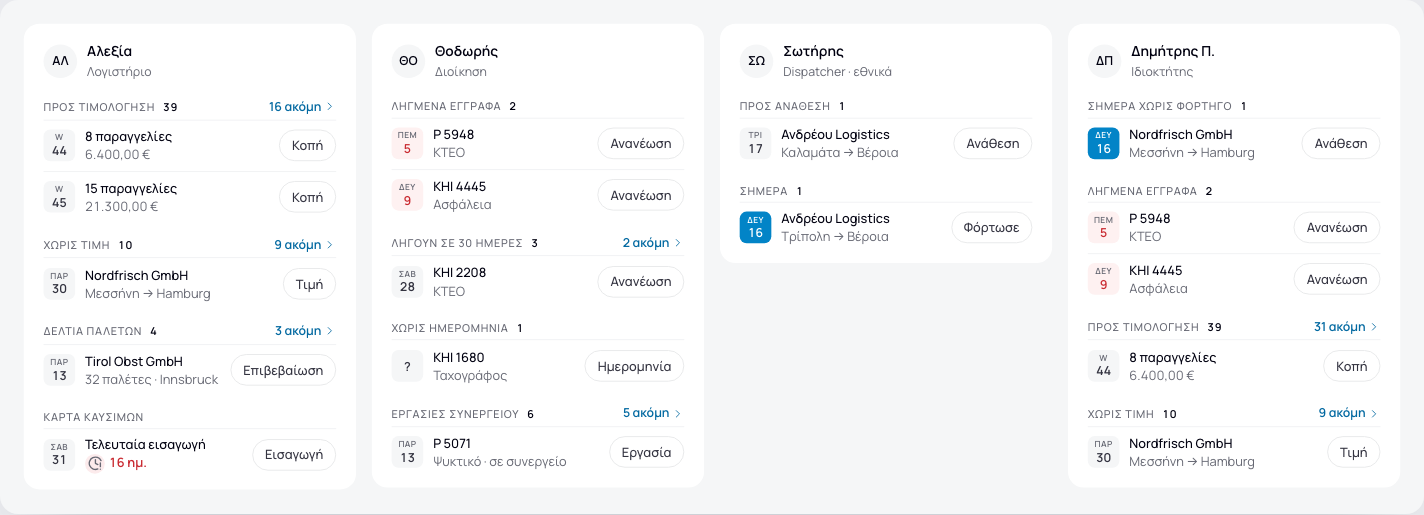 ΑΛ
Αλεξία
Λογιστήριο
ΠΡΟΣ ΤΙΜΟΛΟΓΗΣΗ 39 16 ακόμη
W 44
8 παραγγελίες
6.400,00 €
Κοπή
W 45
15 παραγγελίες
21.300,00 €
Κοπή
ΧΩΡΙΣ ΤΙΜΗ 10 9 ακόμη
ΠΑΡ 30
Nordfrisch GmbH
Μεσσήνη → Hamburg
Τιμή
ΔΕΛΤΙΑ ΠΑΛΕΤΩΝ 4 3 ακόμη
ΠΑΡ 13
Tirol Obst GmbH
32 παλέτες · Innsbruck
Επιβεβαίωση
ΚΑΡΤΑ ΚΑΥΣΙΜΩΝ
ΣΑΒ 31
Τελευταία εισαγωγή
16 ημ.
Εισαγωγή
ΘΟ
Θοδωρής
Διοίκηση
ΛΗΓΜΕΝΑ ΕΓΓΡΑΦΑ 2
ΠΕΜ 5
Ρ 5948
ΚΤΕΟ
Ανανέωση
ΔΕΥ 9
ΚΗΙ 4445
Ασφάλεια
Ανανέωση
ΛΗΓΟΥΝ ΣΕ 30 ΗΜΕΡΕΣ 3 2 ακόμη
ΣΑΒ 28
ΚΗΙ 2208
ΚΤΕΟ
Ανανέωση
ΧΩΡΙΣ ΗΜΕΡΟΜΗΝΙΑ 1
?
ΚΗΙ 1680
Ταχογράφος
Ημερομηνία
ΕΡΓΑΣΙΕΣ ΣΥΝΕΡΓΕΙΟΥ 6 5 ακόμη
ΠΑΡ 13
Ρ 5071
Ψυκτικό · σε συνεργείο
Εργασία
ΣΩ
Σωτήρης
Dispatcher · εθνικά
ΠΡΟΣ ΑΝΑΘΕΣΗ 1
ΤΡΙ 17
Ανδρέου Logistics
Καλαμάτα → Βέροια
Ανάθεση
ΣΗΜΕΡΑ 1
ΔΕΥ 16
Ανδρέου Logistics
Τρίπολη → Βέροια
Φόρτωσε
ΔΠ
Δημήτρης Π.
Ιδιοκτήτης
ΣΗΜΕΡΑ ΧΩΡΙΣ ΦΟΡΤΗΓΟ 1
ΔΕΥ 16
Nordfrisch GmbH
Μεσσήνη → Hamburg
Ανάθεση
ΛΗΓΜΕΝΑ ΕΓΓΡΑΦΑ 2
ΠΕΜ 5
Ρ 5948
ΚΤΕΟ
Ανανέωση
ΔΕΥ 9
ΚΗΙ 4445
Ασφάλεια
Ανανέωση
ΠΡΟΣ ΤΙΜΟΛΟΓΗΣΗ 39 31 ακόμη
W 44
8 παραγγελίες
6.400,00 €
Κοπή
ΧΩΡΙΣ ΤΙΜΗ 10 9 ακόμη
ΠΑΡ 30
Nordfrisch GmbH
Μεσσήνη → Hamburg
Τιμή